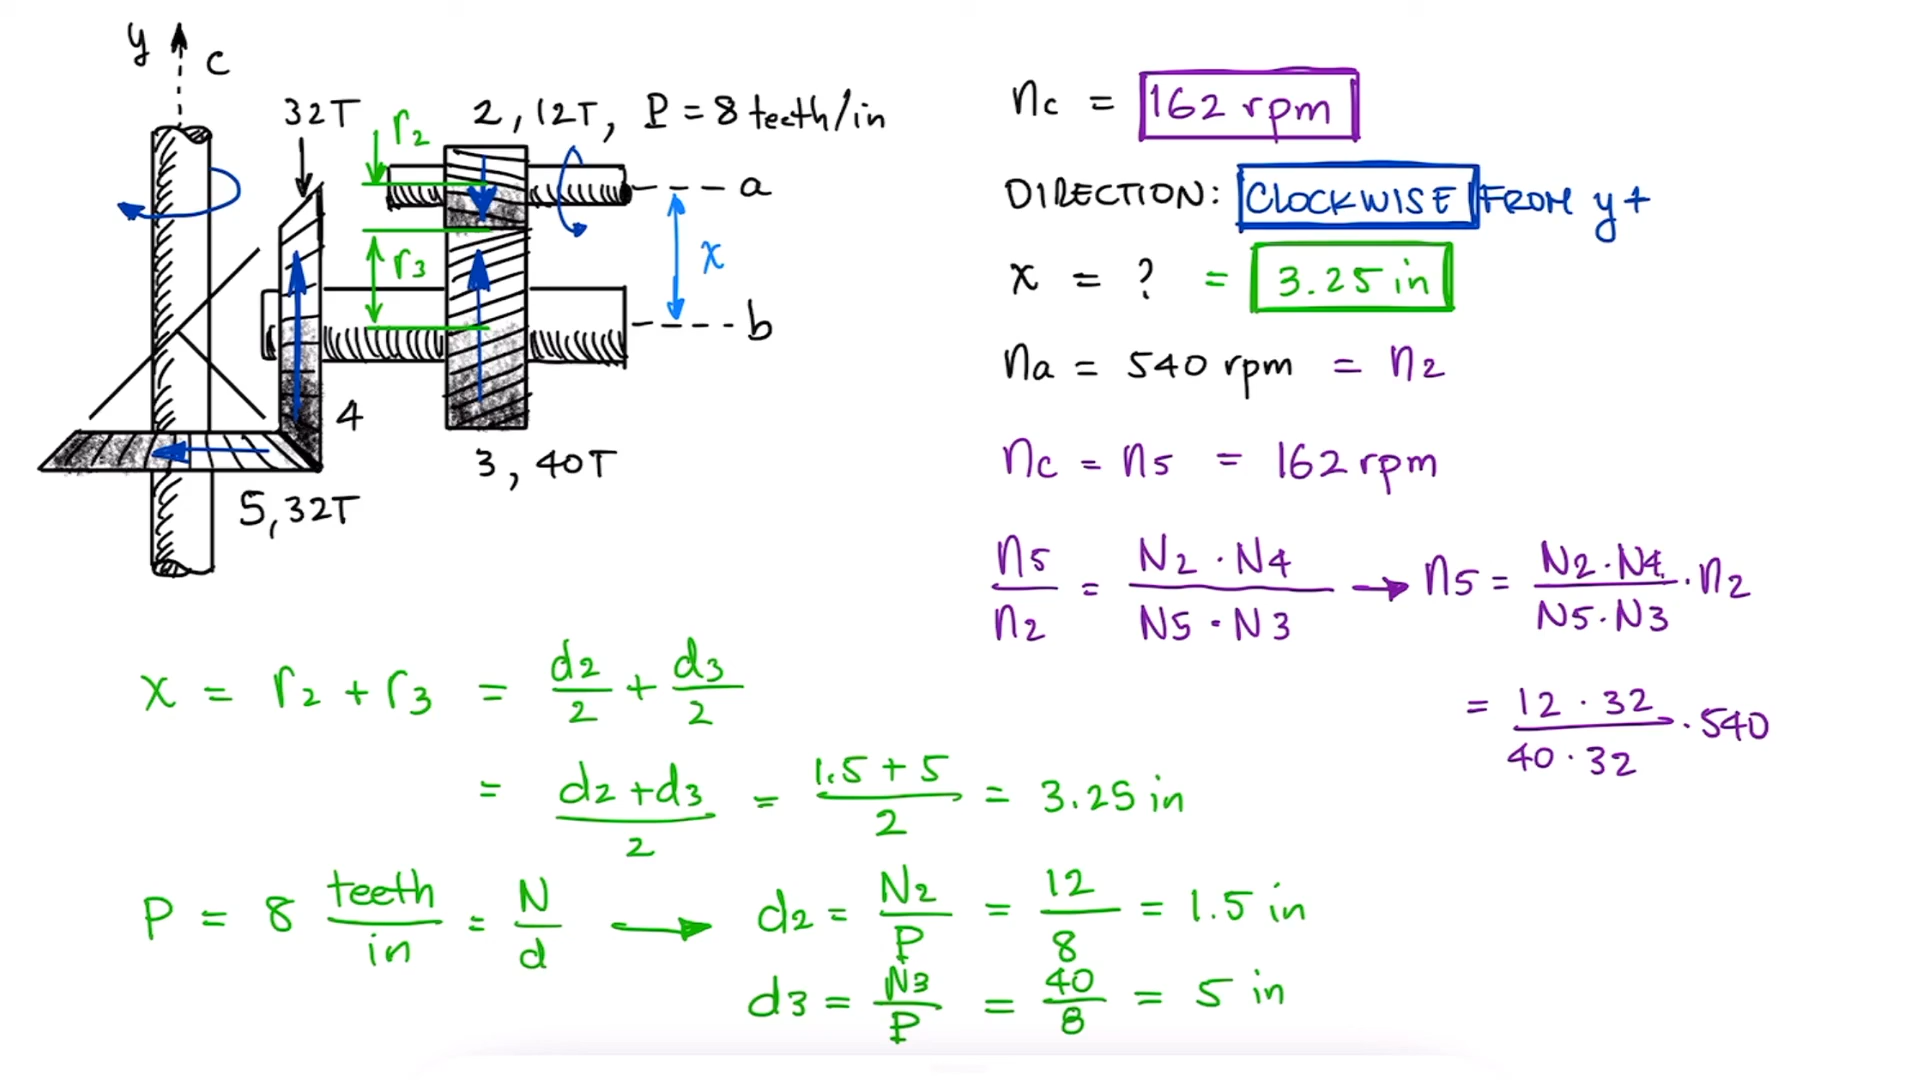 y
c
32T
r2
2, 12T, P = 8 teeth/in
a
r3
x
b
4
3, 40T
5, 32T
nc = 162 rpm
DIRECTION: CLOCKWISE FROM y+
x = ? = 3.25 in
na = 540 rpm = n2
nc = n5 = 162 rpm
n5/n2 = N2 · N4 / N5 · N3 → n5 = N2 · N4 / N5 · N3 · n2
= 12 · 32 / 40 · 32 · 540
x = r2 + r3 = d2/2 + d3/2
= d2 + d3 / 2 = 1.5 + 5 / 2 = 3.25 in
P = 8 teeth/in = N/d → d2 = N2/P = 12/8 = 1.5 in
d3 = N3/P = 40/8 = 5 in